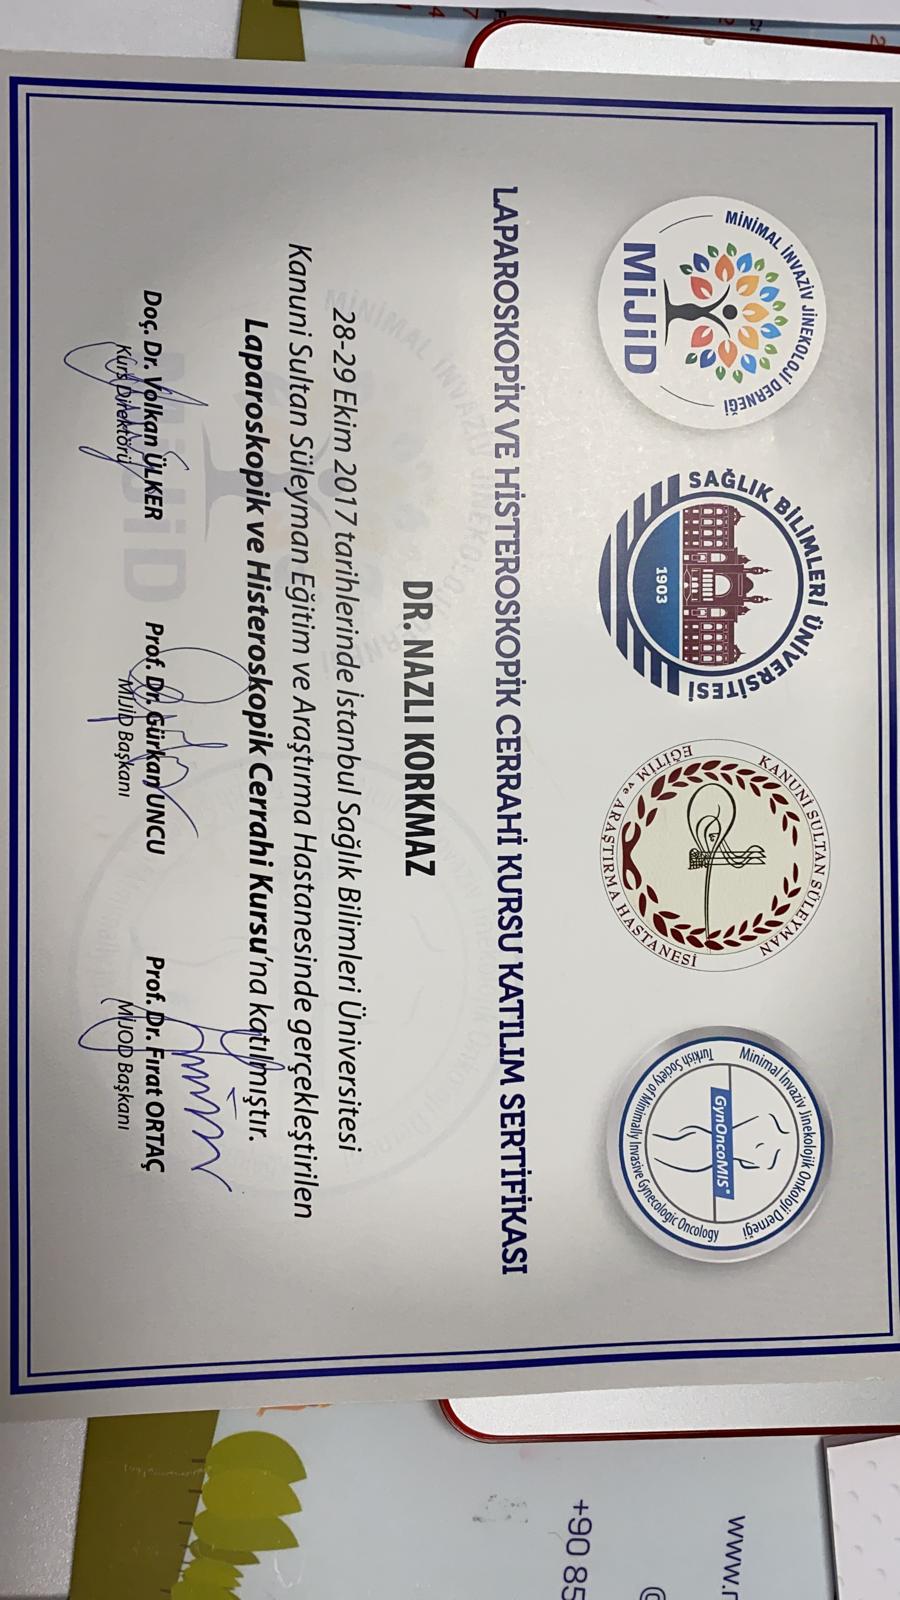 MİNİMAL İNVAZİV JİNEKOLOJİ DERNEĞİ
MiJiD
SAĞLIK BİLİMLERİ ÜNİVERSİTESİ
1903
KANUNİ SULTAN SÜLEYMAN
EĞİTİM ve ARAŞTIRMA HASTANESİ
Minimal İnvaziv Jinekolojik Onkoloji Derneği
GynOncoMIS®
Turkish Society of Minimally Invasive Gynecologic Oncology
LAPAROSKOPİK VE HİSTEROSKOPİK CERRAHİ KURSU KATILIM SERTİFİKASI
DR. NAZLI KORKMAZ
28-29 Ekim 2017 tarihlerinde İstanbul Sağlık Bilimleri Üniversitesi
Kanuni Sultan Süleyman Eğitim ve Araştırma Hastanesinde gerçekleştirilen
Laparoskopik ve Histeroskopik Cerrahi Kursu'na katılmıştır.
Doç. Dr. Volkan ÜLKER
Kurs Direktörü
Prof. Dr. Gürkan UNCU
MİJİD Başkanı
Prof. Dr. Fırat ORTAÇ
MİJOD Başkanı
www.r
@
+90 85